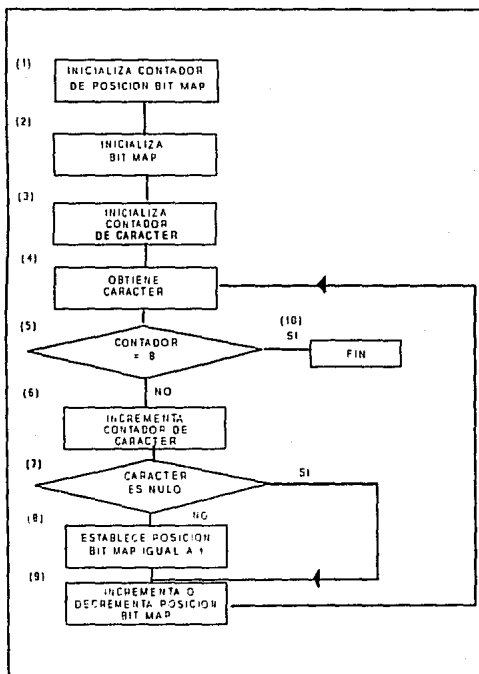 (1)
INICIALIZA CONTADOR
DE POSICION BIT MAP
(2)
INICIALIZA
BIT MAP
(3)
INICIALIZA
CONTADOR
DE CARACTER
(4)
OBTIENE
CARACTER
(5)
CONTADOR
= 8
(10)
SI
FIN
NO
(6)
INCREMENTA
CONTADOR DE
CARACTER
(7)
CARACTER
ES NULO
SI
NO
(8)
ESTABLECE POSICION
BIT MAP IGUAL A 1
(9)
INCREMENTA O
DECREMENTA POSICION
BIT MAP